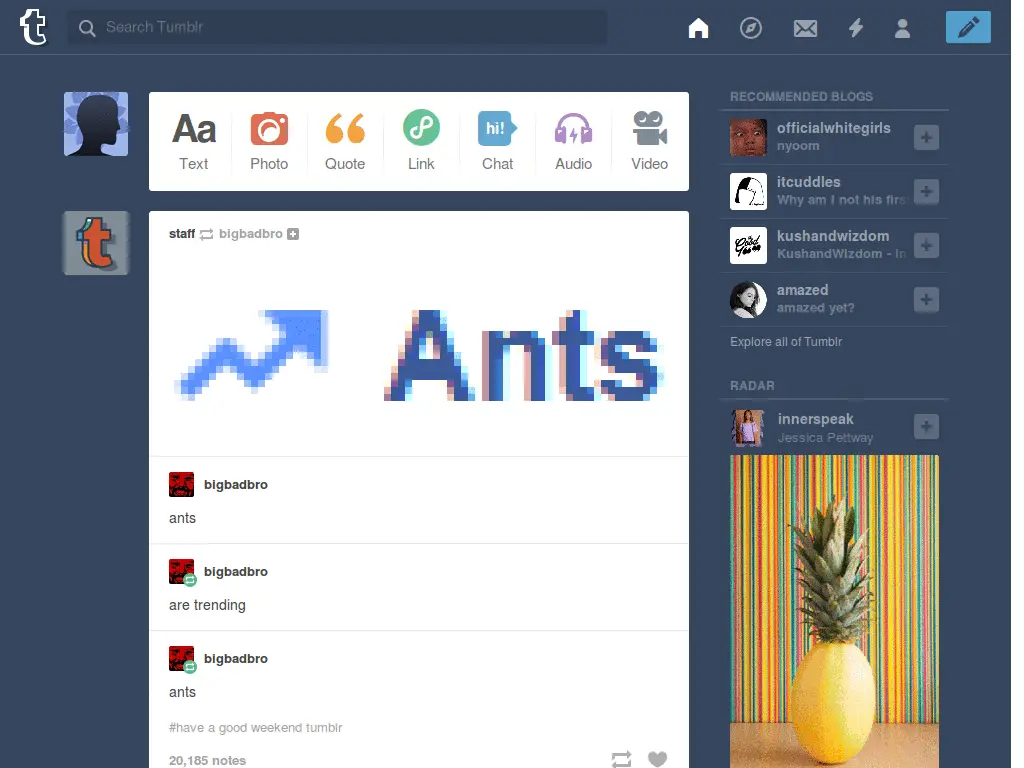 t
Search Tumblr
Aa
hi!
Text
Photo
Quote
Link
Chat
Audio
Video
t
staff bigbadbro
Ants
bigbadbro
ants
bigbadbro
are trending
bigbadbro
ants
#have a good weekend tumblr
20,185 notes
RECOMMENDED BLOGS
officialwhitegirls
nyoom
itcuddles
Why am I not his firs
kushandwizdom
KushandWizdom - In
amazed
amazed yet?
Explore all of Tumblr
RADAR
innerspeak
Jessica Pettway